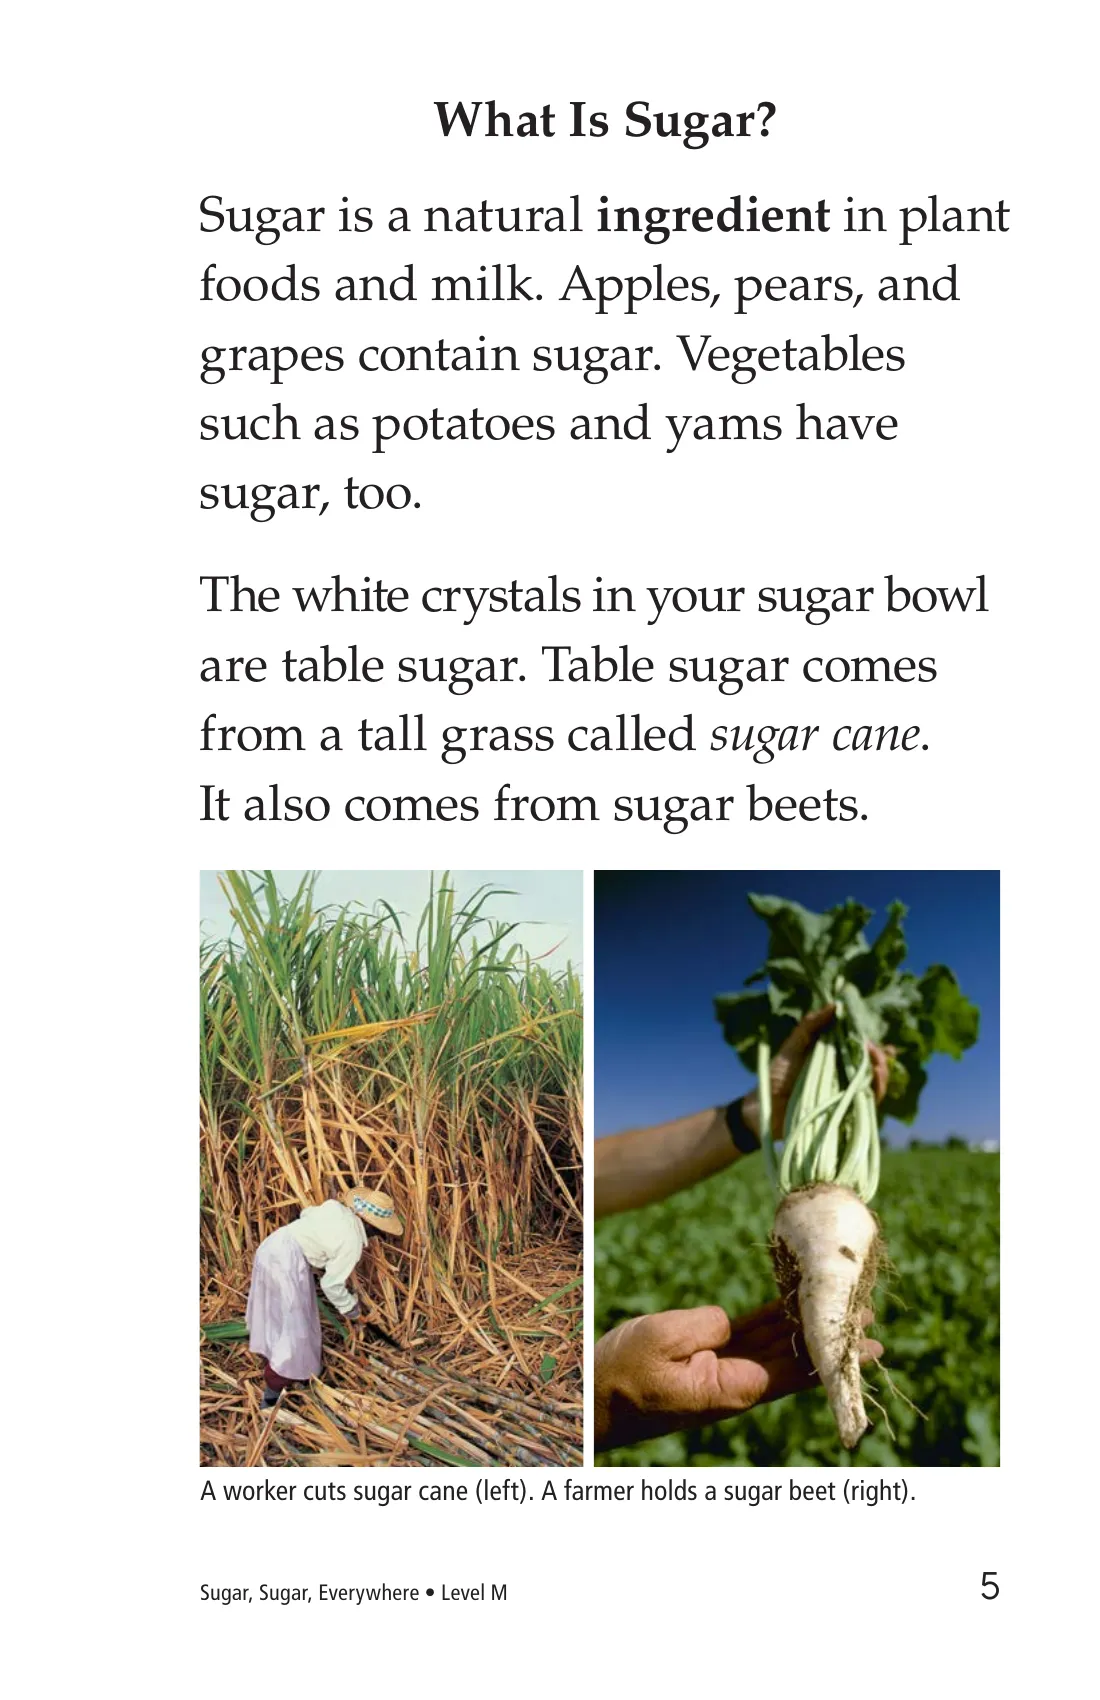 What Is Sugar?
Sugar is a natural ingredient in plant
foods and milk. Apples, pears, and
grapes contain sugar. Vegetables
such as potatoes and yams have
sugar, too.
The white crystals in your sugar bowl
are table sugar. Table sugar comes
from a tall grass called sugar cane.
It also comes from sugar beets.
A worker cuts sugar cane (left). A farmer holds a sugar beet (right).
Sugar, Sugar, Everywhere • Level M
5